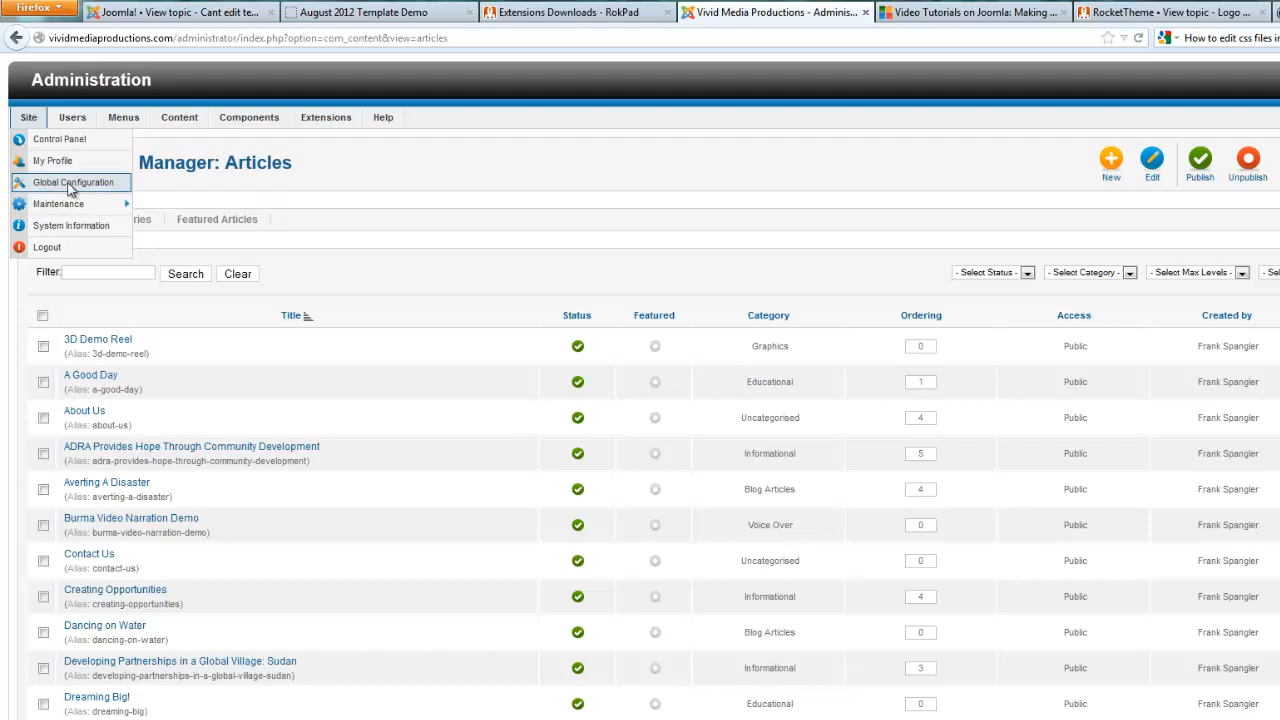 Firefox
Joomla! • View topic - Cant edit te...
August 2012 Template Demo
Extensions Downloads - RokPad
Vivid Media Productions - Adminis...
Video Tutorials on Joomla: Making ...
RocketTheme • View topic - Logo ...
vividmediaproductions.com/administrator/index.php?option=com_content&view=articles
How to edit css files in
Administration
Site Users Menus Content Components Extensions Help
Control Panel
My Profile
Global Configuration
Maintenance
System Information
Logout
Manager: Articles
New Edit Publish Unpublish
ries Featured Articles
Filter: Search Clear - Select Status - - Select Category - - Select Max Levels - - Sel
Title Status Featured Category Ordering Access Created by
3D Demo Reel
(Alias: 3d-demo-reel) Graphics 0 Public Frank Spangler
A Good Day
(Alias: a-good-day) Educational 1 Public Frank Spangler
About Us
(Alias: about-us) Uncategorised 4 Public Frank Spangler
ADRA Provides Hope Through Community Development
(Alias: adra-provides-hope-through-community-development) Informational 5 Public Frank Spangler
Averting A Disaster
(Alias: averting-a-disaster) Blog Articles 4 Public Frank Spangler
Burma Video Narration Demo
(Alias: burma-video-narration-demo) Voice Over 0 Public Frank Spangler
Contact Us
(Alias: contact-us) Uncategorised 0 Public Frank Spangler
Creating Opportunities
(Alias: creating-opportunities) Informational 4 Public Frank Spangler
Dancing on Water
(Alias: dancing-on-water) Blog Articles 0 Public Frank Spangler
Developing Partnerships in a Global Village: Sudan
(Alias: developing-partnerships-in-a-global-village-sudan) Informational 3 Public Frank Spangler
Dreaming Big!
(Alias: dreaming-big) Educational 0 Public Frank Spangler